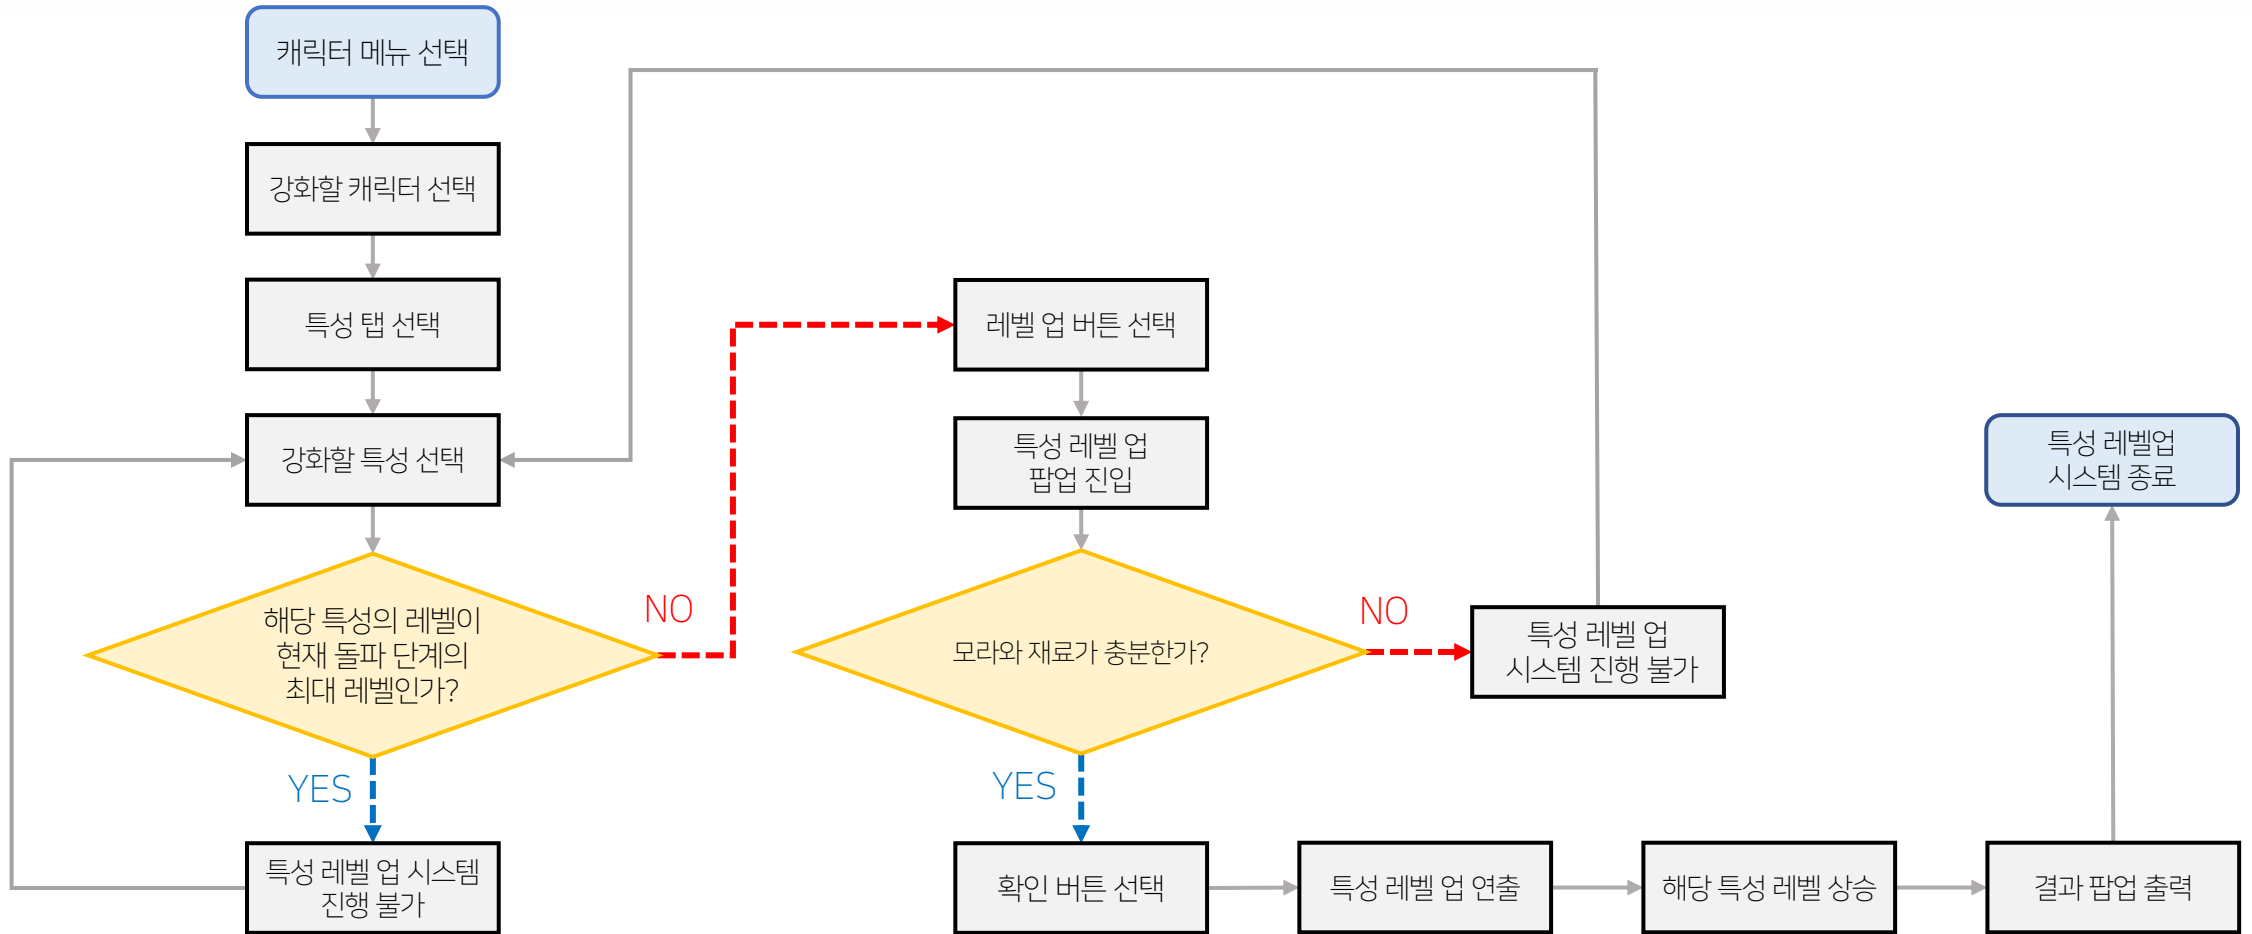 캐릭터 메뉴 선택
강화할 캐릭터 선택
특성 탭 선택
강화할 특성 선택
해당 특성의 레벨이
현재 돌파 단계의
최대 레벨인가?
NO
YES
특성 레벨 업 시스템
진행 불가
레벨 업 버튼 선택
특성 레벨 업
팝업 진입
모라와 재료가 충분한가?
NO
특성 레벨 업
시스템 진행 불가
YES
확인 버튼 선택
특성 레벨 업 연출
해당 특성 레벨 상승
결과 팝업 출력
특성 레벨업
시스템 종료